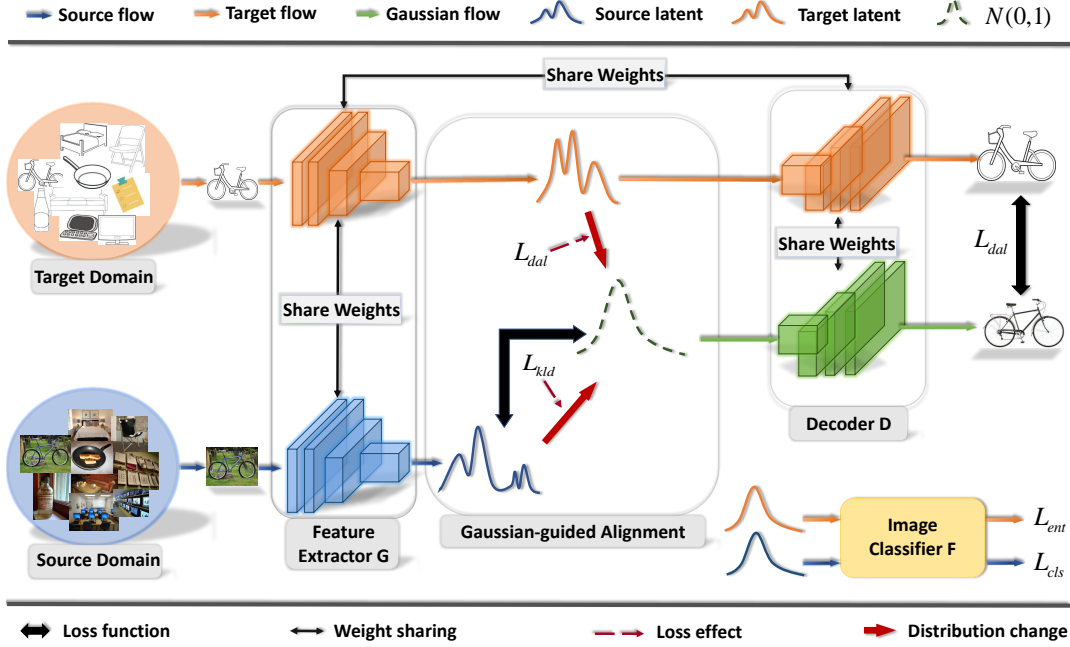 Source flow
Target flow
Gaussian flow
Source latent
Target latent
N(0,1)
Share Weights
L_dal
Share Weights
L_dal
Target Domain
Share Weights
L_kld
Decoder D
Source Domain
Feature
Extractor G
Gaussian-guided Alignment
Image
Classifier F
L_ent
L_cls
Loss function
Weight sharing
Loss effect
Distribution change